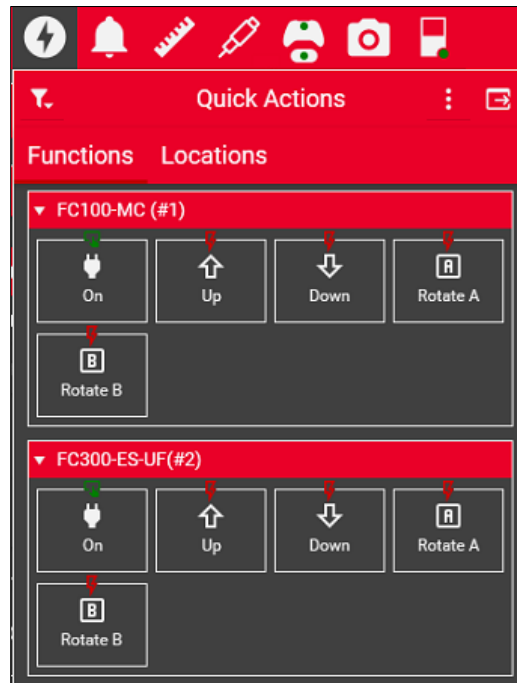 Quick Actions
Functions Locations
FC100-MC (#1)
On Up Down A Rotate A
B Rotate B
FC300-ES-UF(#2)
On Up Down A Rotate A
B Rotate B